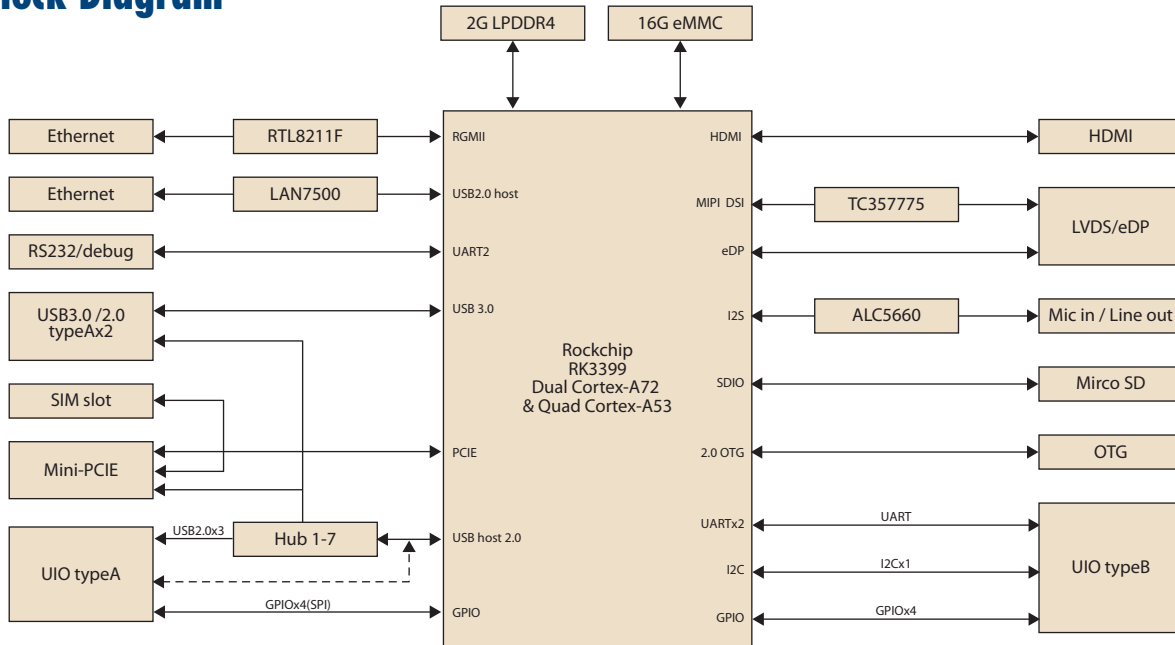 Diagram
2G LPDDR4
16G eMMC
Ethernet
RTL8211F
RGMII
HDMI
HDMI
Ethernet
LAN7500
USB2.0 host
MIPI DSI
TC357775
LVDS/eDP
RS232/debug
UART2
eDP
USB3.0 /2.0
typeAx2
USB 3.0
I2S
ALC5660
Mic in / Line out
Rockchip
RK3399
Dual Cortex-A72
& Quad Cortex-A53
SIM slot
SDIO
Mirco SD
Mini-PCIE
PCIE
2.0 OTG
OTG
UIO typeA
USB2.0x3
Hub 1-7
USB host 2.0
GPIOx4(SPI)
GPIO
UARTx2
UART
I2C
I2Cx1
GPIO
GPIOx4
UIO typeB